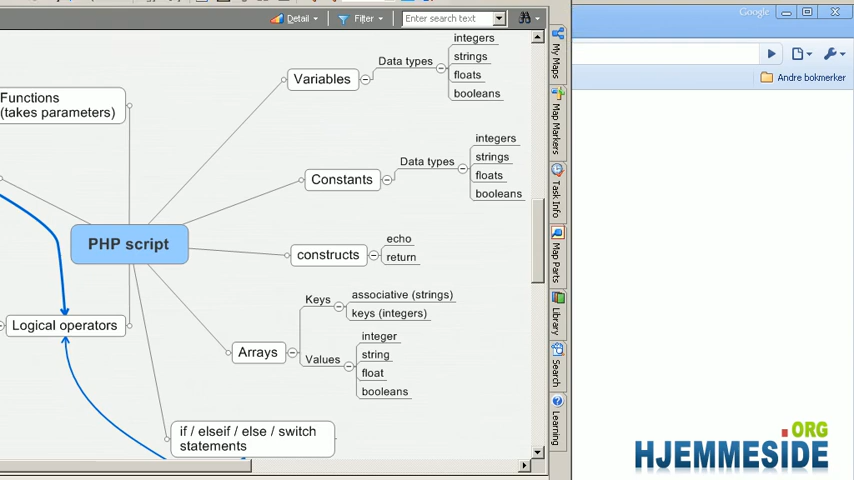 Detail
Filter
Enter search text
Google
Andre bokmerker
My Maps
Map Markers
Task Info
Map Parts
Library
Search
Learning
Functions
(takes parameters)
PHP script
Logical operators
Variables
Data types
integers
strings
floats
booleans
Constants
Data types
integers
strings
floats
booleans
constructs
echo
return
Arrays
Keys
associative (strings)
keys (integers)
Values
integer
string
float
booleans
if / elseif / else / switch
statements
.ORG
HJEMMESIDE